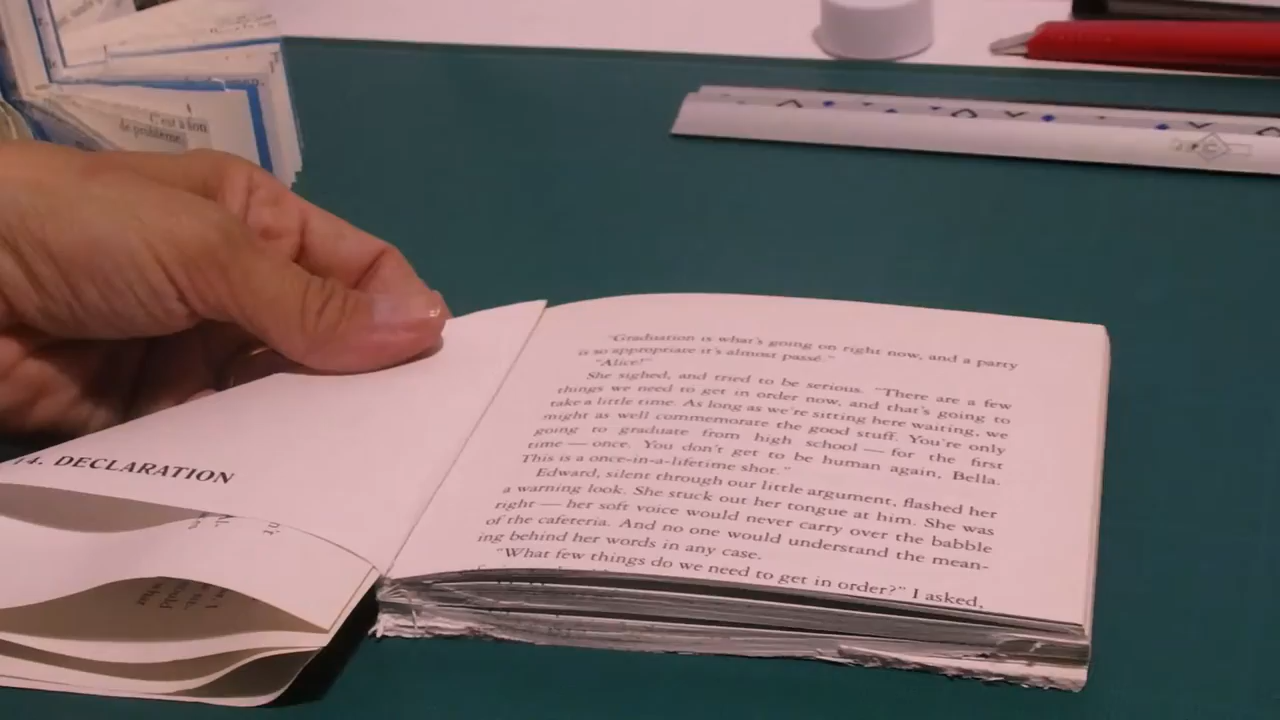 C'est à son
de problème
14. DECLARATION
"Graduation is what's going on right now, and a party
is so appropriate it's almost passé."
"Alice!"
She sighed, and tried to be serious. "There are a few
things we need to get in order now, and that's going to
take a little time. As long as we're sitting here waiting, we
might as well commemorate the good stuff. You're only
going to graduate from high school — for the first
time — once. You don't get to be human again, Bella.
This is a once-in-a-lifetime shot."
Edward, silent through our little argument, flashed her
a warning look. She stuck out her tongue at him. She was
right — her soft voice would never carry over the babble
of the cafeteria. And no one would understand the mean-
ing behind her words in any case.
"What few things do we need to get in order?" I asked,